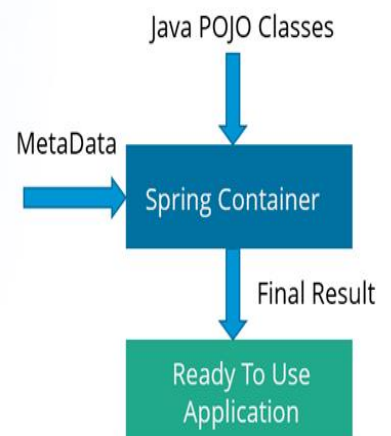 Java POJO Classes
MetaData
Spring Container
Final Result
Ready To Use
Application